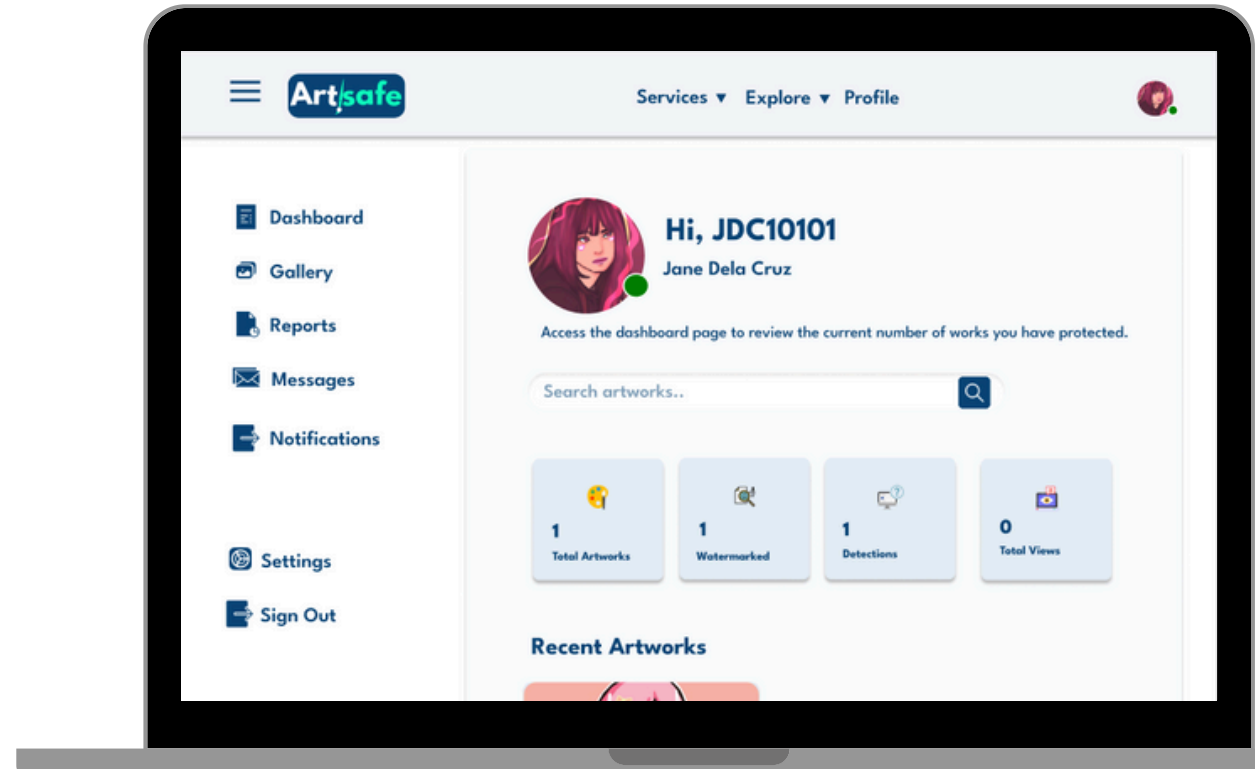 Art/safe
Services ▼ Explore ▼ Profile
Dashboard
Gallery
Reports
Messages
Notifications
Settings
Sign Out
Hi, JDC10101
Jane Dela Cruz
Access the dashboard page to review the current number of works you have protected.
Search artworks..
1
Total Artworks
1
Watermarked
1
Detections
0
Total Views
Recent Artworks